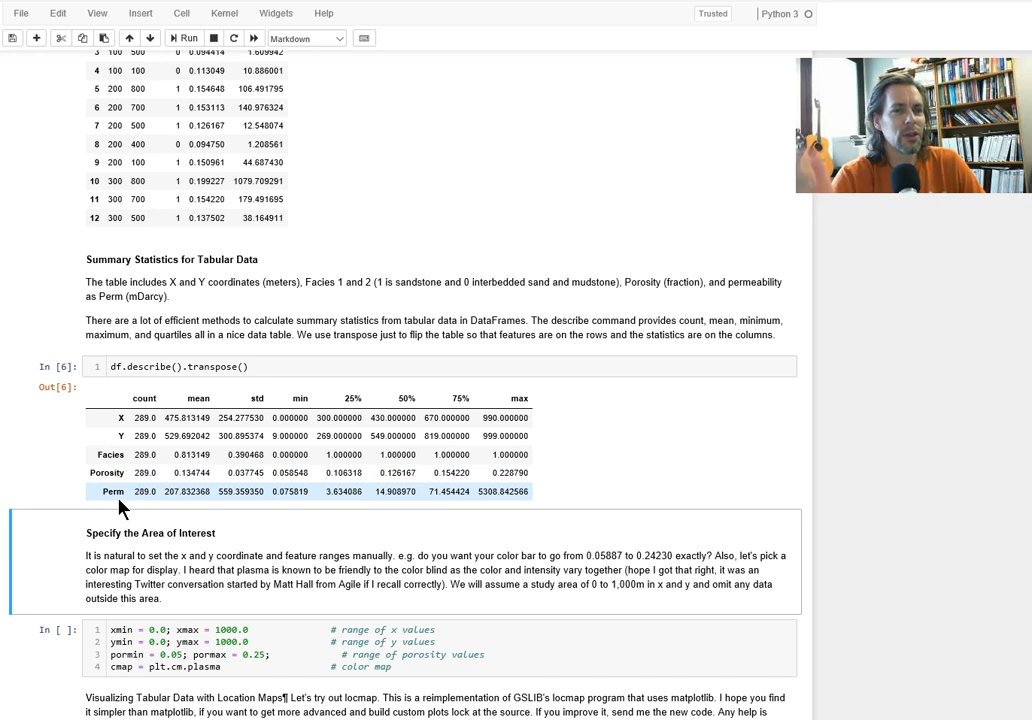 File Edit View Insert Cell Kernel Widgets Help Trusted Python 3
Run Markdown
3 100 500 0 0.094414 1.609942
4 100 100 0 0.113049 10.886001
5 200 800 1 0.154648 106.491795
6 200 700 1 0.153113 140.976324
7 200 500 1 0.126167 12.548074
8 200 400 0 0.094750 1.208561
9 200 100 1 0.150961 44.687430
10 300 800 1 0.199227 1079.709291
11 300 700 1 0.154220 179.491695
12 300 500 1 0.137502 38.164911
Summary Statistics for Tabular Data
The table includes X and Y coordinates (meters), Facies 1 and 2 (1 is sandstone and 0 interbedded sand and mudstone), Porosity (fraction), and permeability
as Perm (mDarcy).
There are a lot of efficient methods to calculate summary statistics from tabular data in DataFrames. The describe command provides count, mean, minimum,
maximum, and quartiles all in a nice data table. We use transpose just to flip the table so that features are on the rows and the statistics are on the columns.
In [6]: 1 df.describe().transpose()
Out[6]:
count mean std min 25% 50% 75% max
X 289.0 475.813149 254.277530 0.000000 300.000000 430.000000 670.000000 990.000000
Y 289.0 529.692042 300.895374 9.000000 269.000000 549.000000 819.000000 999.000000
Facies 289.0 0.813149 0.390468 0.000000 1.000000 1.000000 1.000000 1.000000
Porosity 289.0 0.134744 0.037745 0.058548 0.106318 0.126167 0.154220 0.228790
Perm 289.0 207.832368 559.359350 0.075819 3.634086 14.908970 71.454424 5308.842566
Specify the Area of Interest
It is natural to set the x and y coordinate and feature ranges manually. e.g. do you want your color bar to go from 0.05887 to 0.24230 exactly? Also, let's pick a
color map for display. I heard that plasma is known to be friendly to the color blind as the color and intensity vary together (hope I got that right, it was an
interesting Twitter conversation started by Matt Hall from Agile if I recall correctly). We will assume a study area of 0 to 1,000m in x and y and omit any data
outside this area.
In [ ]: 1 xmin = 0.0; xmax = 1000.0 # range of x values
2 ymin = 0.0; ymax = 1000.0 # range of y values
3 pormin = 0.05; pormax = 0.25; # range of porosity values
4 cmap = plt.cm.plasma # color map
Visualizing Tabular Data with Location Maps¶ Let's try out locmap. This is a reimplementation of GSLIB's locmap program that uses matplotlib. I hope you find
it simpler than matplotlib, if you want to get more advanced and build custom plots lock at the source. If you improve it, send me the new code. Any help is